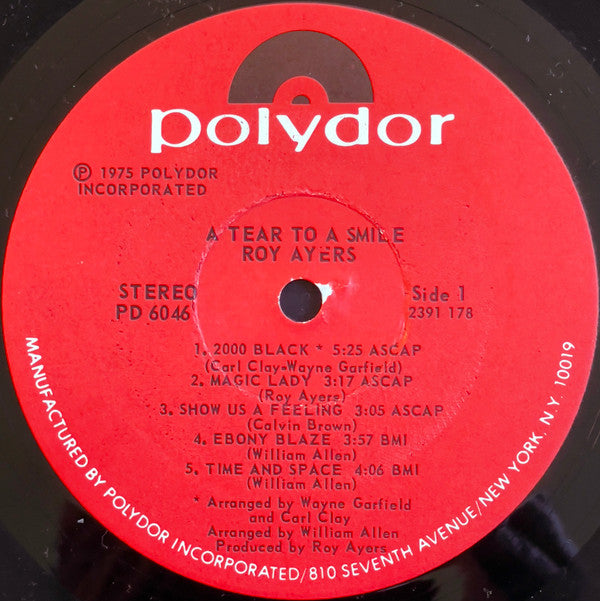 polydor
℗ 1975 POLYDOR
INCORPORATED
A TEAR TO A SMILE
ROY AYERS
STEREO
PD 6046
Side 1
2391 178
1. 2000 BLACK * 5:25 ASCAP
(Carl Clay-Wayne Garfield)
2. MAGIC LADY 3:17 ASCAP
(Roy Ayers)
3. SHOW US A FEELING 3:05 ASCAP
(Calvin Brown)
4. EBONY BLAZE 3:57 BMI
(William Allen)
5. TIME AND SPACE 4:06 BMI
(William Allen)
* Arranged by Wayne Garfield
and Carl Clay
Arranged by William Allen
Produced by Roy Ayers
MANUFACTURED BY POLYDOR INCORPORATED/810 SEVENTH AVENUE/NEW YORK, N.Y. 10019